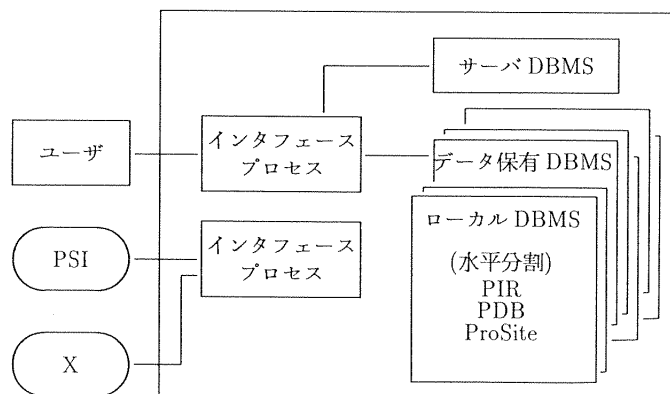 サーバ DBMS
ユーザ
インタフェース
プロセス
データ保有 DBMS
PSI
インタフェース
プロセス
X
ローカル DBMS
(水平分割)
PIR
PDB
ProSite